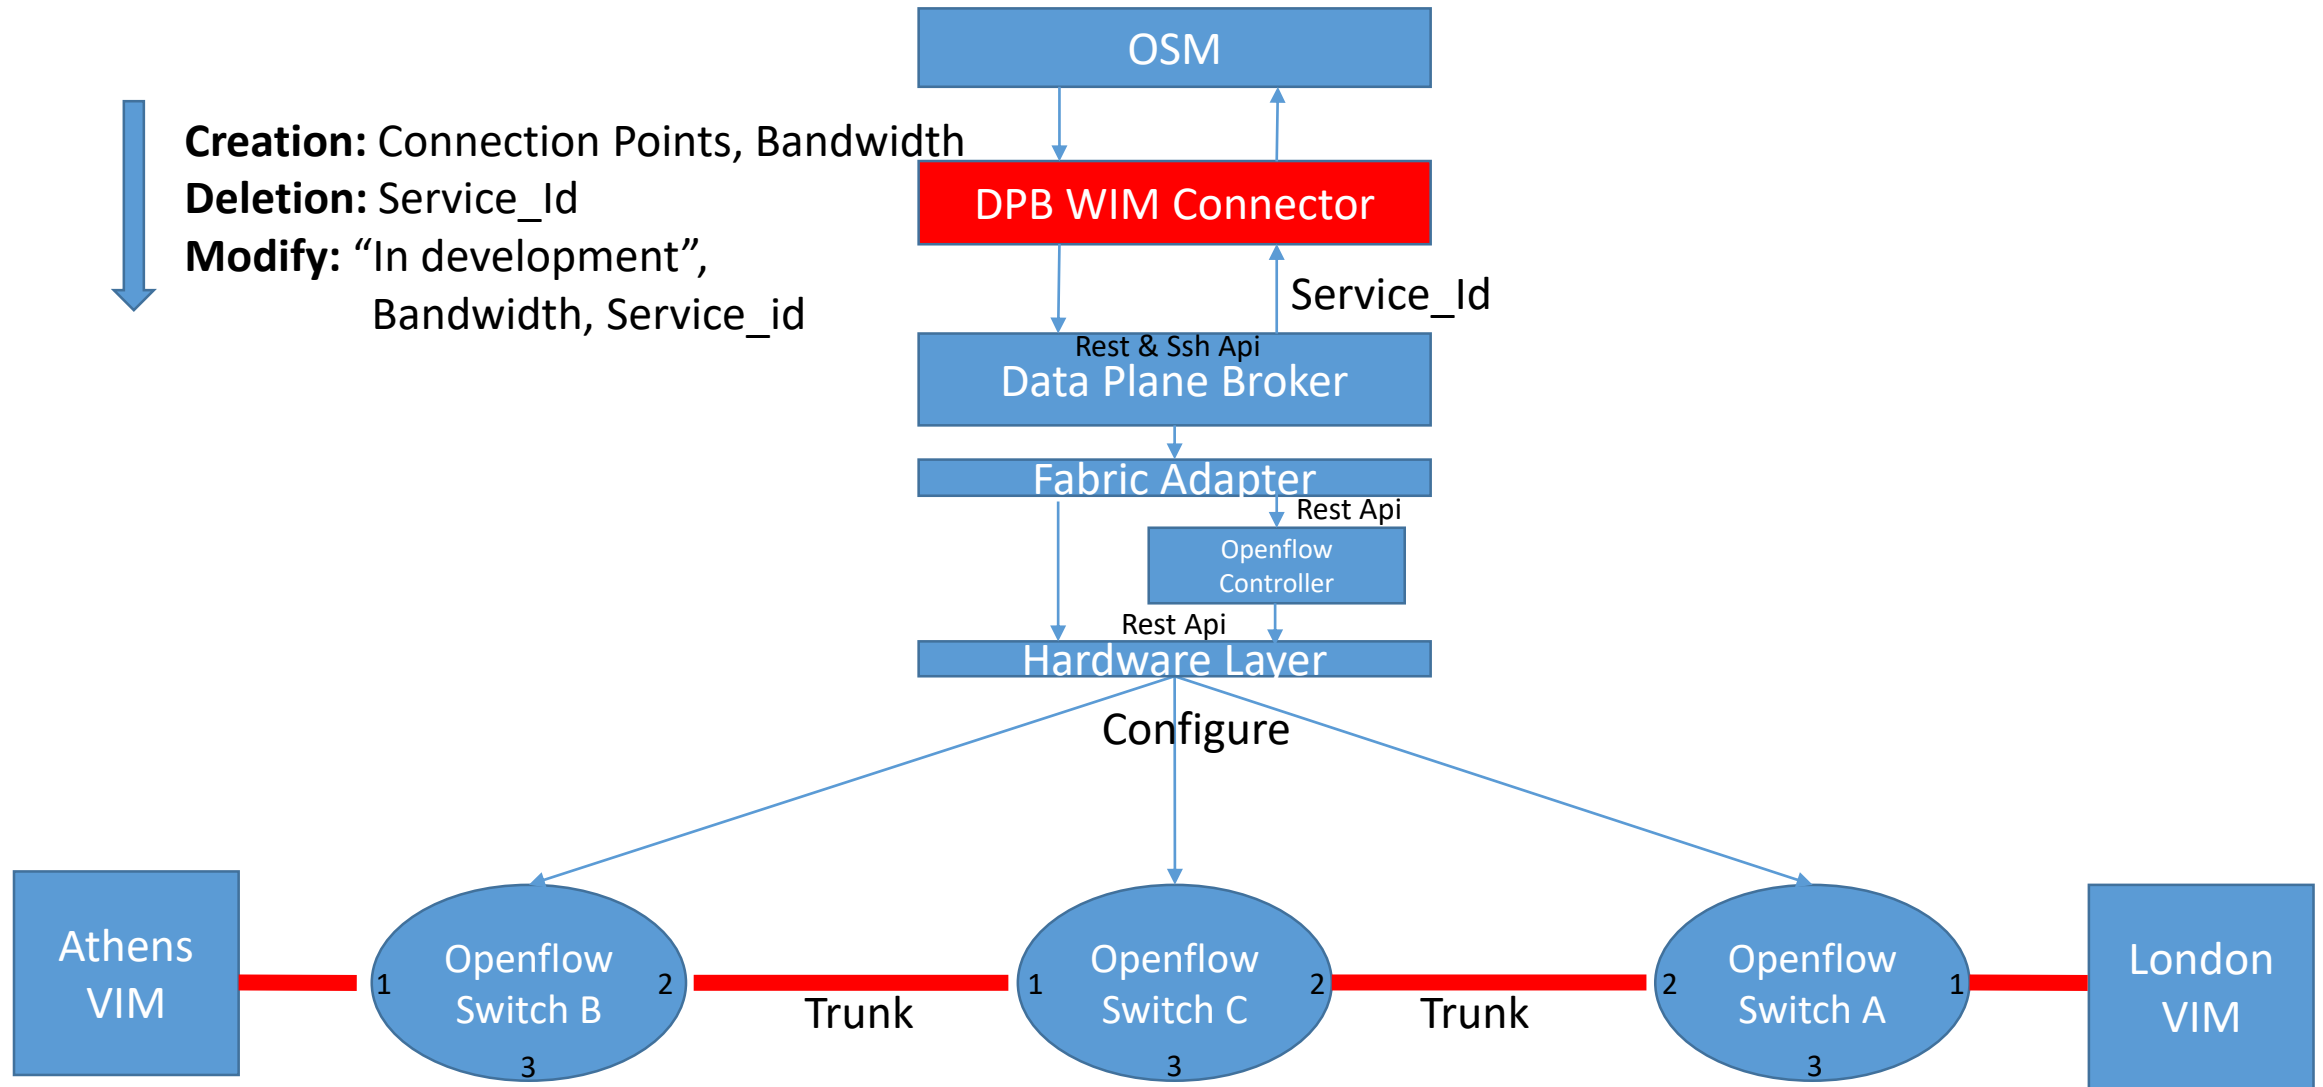 OSM
Creation: Connection Points, Bandwidth
Deletion: Service_Id
Modify: “In development”,
Bandwidth, Service_id
DPB WIM Connector
Service_Id
Rest & Ssh Api
Data Plane Broker
Fabric Adapter
Rest Api
Openflow
Controller
Rest Api
Hardware Layer
Configure
Athens
VIM
1
Openflow
Switch B
2
3
Trunk
1
Openflow
Switch C
2
3
Trunk
2
Openflow
Switch A
1
3
London
VIM